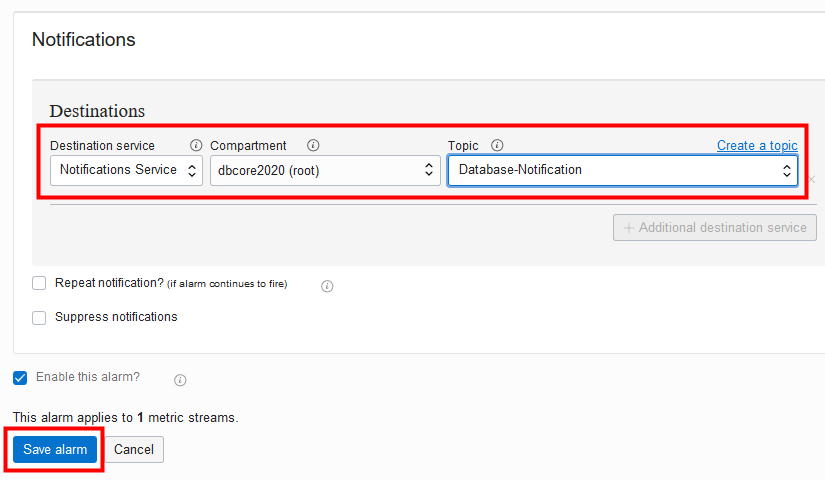 Notifications
Destinations
Destination service Compartment Topic Create a topic
Notifications Service dbcore2020 (root) Database-Notification
+ Additional destination service
Repeat notification? (if alarm continues to fire)
Suppress notifications
Enable this alarm?
This alarm applies to 1 metric streams.
Save alarm Cancel